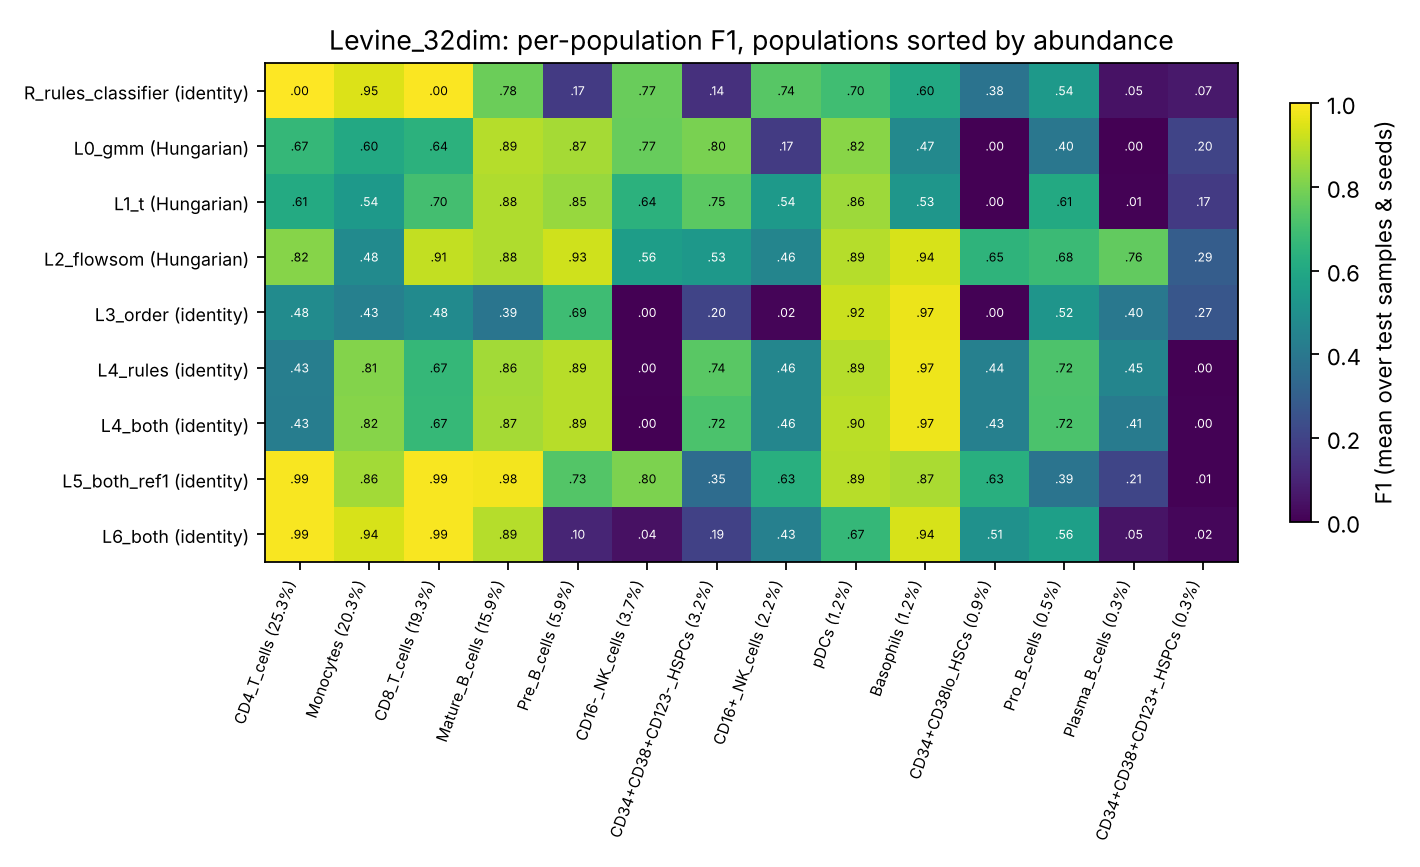 Levine_32dim: per-population F1, populations sorted by abundance
R_rules_classifier (identity) .00 .95 .00 .78 .17 .77 .14 .74 .70 .60 .38 .54 .05 .07
L0_gmm (Hungarian) .67 .60 .64 .89 .87 .77 .80 .17 .82 .47 .00 .40 .00 .20
L1_t (Hungarian) .61 .54 .70 .88 .85 .64 .75 .54 .86 .53 .00 .61 .01 .17
L2_flowsom (Hungarian) .82 .48 .91 .88 .93 .56 .53 .46 .89 .94 .65 .68 .76 .29
L3_order (identity) .48 .43 .48 .39 .69 .00 .20 .02 .92 .97 .00 .52 .40 .27
L4_rules (identity) .43 .81 .67 .86 .89 .00 .74 .46 .89 .97 .44 .72 .45 .00
L4_both (identity) .43 .82 .67 .87 .89 .00 .72 .46 .90 .97 .43 .72 .41 .00
L5_both_ref1 (identity) .99 .86 .99 .98 .73 .80 .35 .63 .89 .87 .63 .39 .21 .01
L6_both (identity) .99 .94 .99 .89 .10 .04 .19 .43 .67 .94 .51 .56 .05 .02
CD4_T_cells (25.3%)
Monocytes (20.3%)
CD8_T_cells (19.3%)
Mature_B_cells (15.9%)
Pre_B_cells (5.9%)
CD16-_NK_cells (3.7%)
CD34+CD38+CD123-_HSPCs (3.2%)
CD16+_NK_cells (2.2%)
pDCs (1.2%)
Basophils (1.2%)
CD34+CD38lo_HSCs (0.9%)
Pro_B_cells (0.5%)
Plasma_B_cells (0.3%)
CD34+CD38+CD123+_HSPCs (0.3%)
1.0
0.8
0.6
0.4
0.2
0.0
F1 (mean over test samples & seeds)